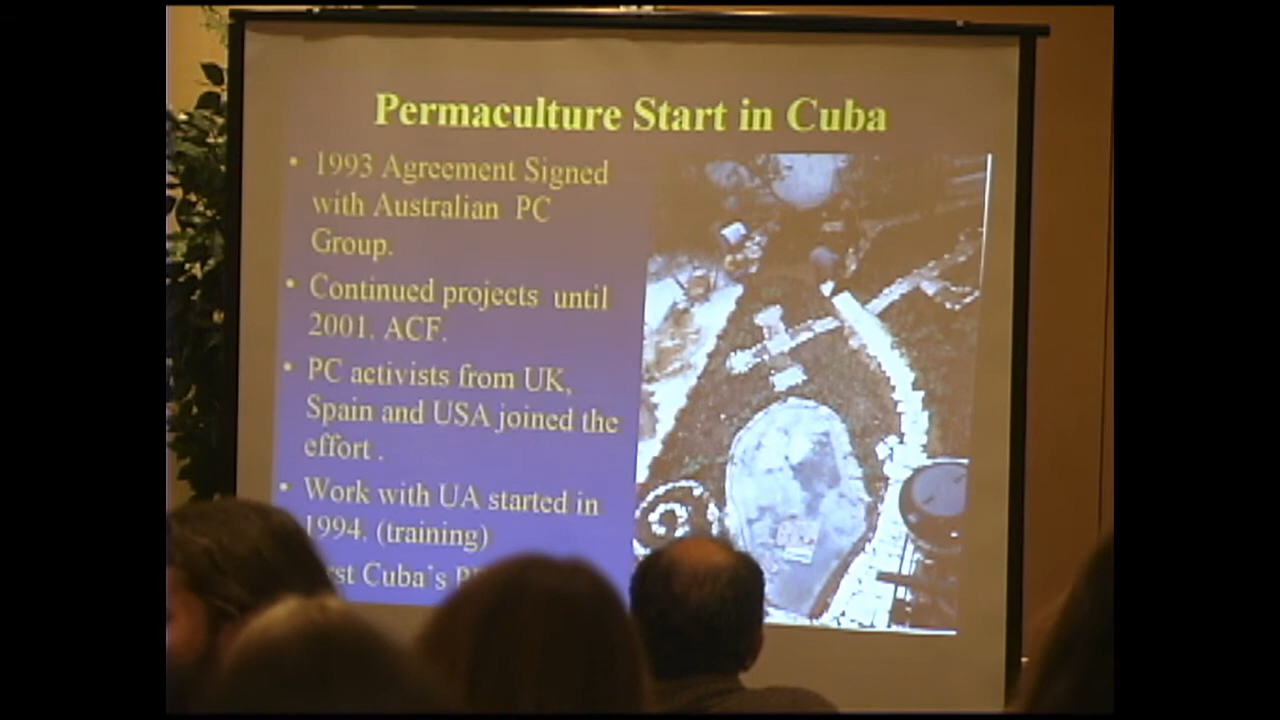 Permaculture Start in Cuba
• 1993 Agreement Signed
with Australian PC
Group.
• Continued projects until
2001. ACF.
• PC activists from UK,
Spain and USA joined the
effort .
• Work with UA started in
1994. (training)
Cuba's